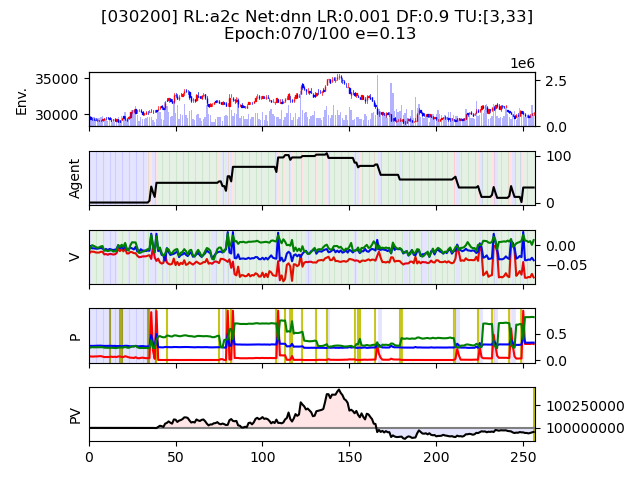 [030200] RL:a2c Net:dnn LR:0.001 DF:0.9 TU:[3,33]
Epoch:070/100 e=0.13
1e6
Env.
35000
30000
2.5
0.0
Agent
100
0
V
0.00
−0.05
P
0.5
0.0
PV
100250000
100000000
0 50 100 150 200 250